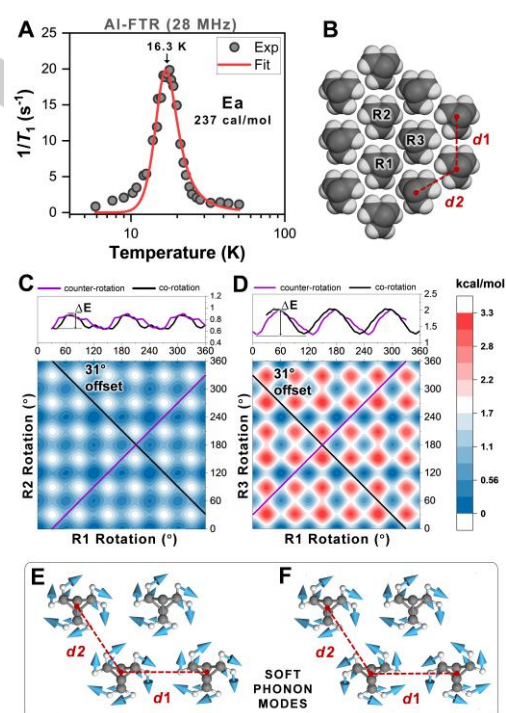 A
Al-FTR (28 MHz)
16.3 K
Exp
Fit
Ea
237 cal/mol
1/T1 (s-1)
25
20
15
10
5
0
10
100
Temperature (K)
B
R2
R3
R1
d1
d2
C
counter-rotation
co-rotation
ΔE
1.2
1
0.8
0.6
0.4
0 60 120 180 240 300 360
31°
offset
R2 Rotation (°)
360
300
240
180
120
60
0
0 60 120 180 240 300 360
R1 Rotation (°)
D
counter-rotation
co-rotation
ΔE
2.5
2
1.5
1
0 60 120 180 240 300 360
31°
offset
R3 Rotation (°)
360
300
240
180
120
60
0
0 60 120 180 240 300 360
R1 Rotation (°)
kcal/mol
3.3
2.8
2.2
1.7
1.1
0.56
0
E
d2
d1
SOFT
PHONON
MODES
F
d2
d1